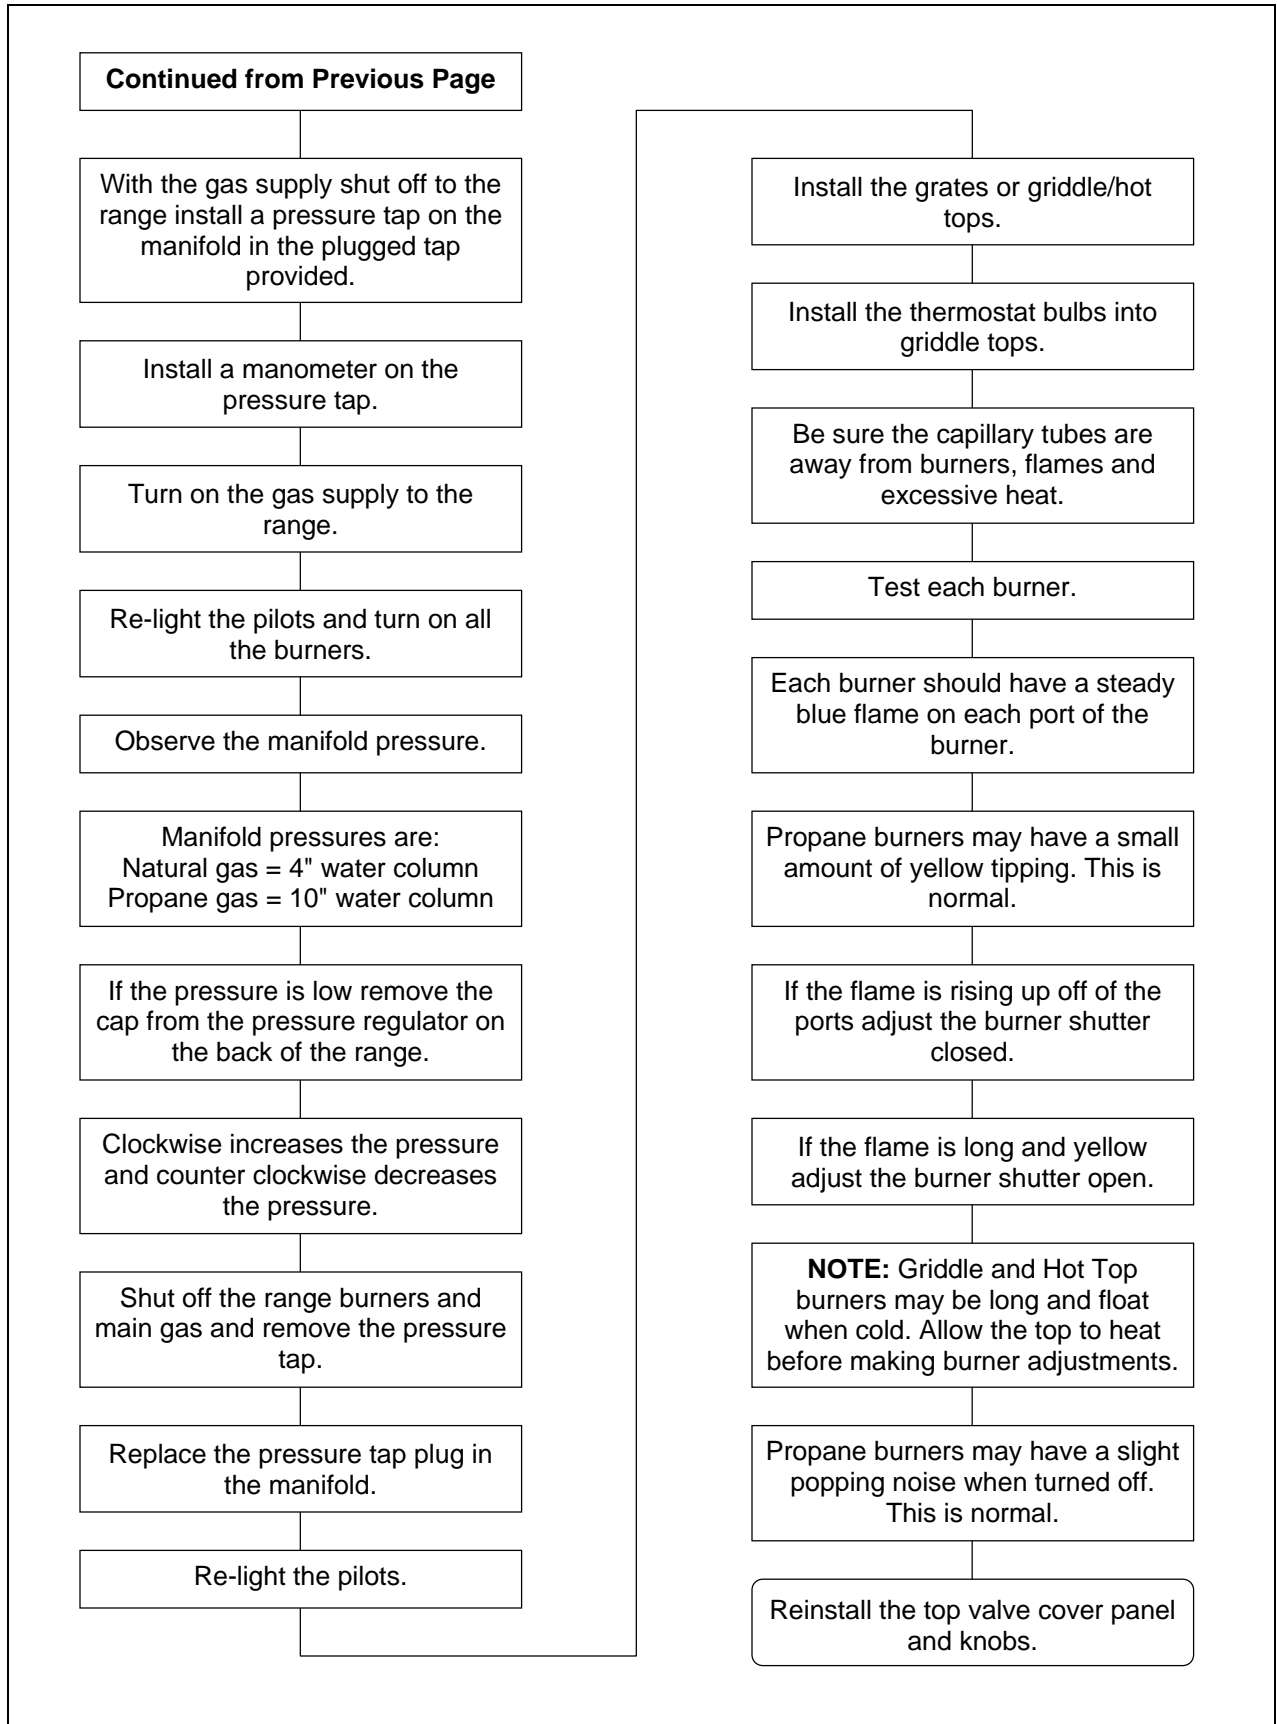 Continued from Previous Page
With the gas supply shut off to the
range install a pressure tap on the
manifold in the plugged tap
provided.
Install a manometer on the
pressure tap.
Turn on the gas supply to the
range.
Re-light the pilots and turn on all
the burners.
Observe the manifold pressure.
Manifold pressures are:
Natural gas = 4" water column
Propane gas = 10" water column
If the pressure is low remove the
cap from the pressure regulator on
the back of the range.
Clockwise increases the pressure
and counter clockwise decreases
the pressure.
Shut off the range burners and
main gas and remove the pressure
tap.
Replace the pressure tap plug in
the manifold.
Re-light the pilots.
Install the grates or griddle/hot
tops.
Install the thermostat bulbs into
griddle tops.
Be sure the capillary tubes are
away from burners, flames and
excessive heat.
Test each burner.
Each burner should have a steady
blue flame on each port of the
burner.
Propane burners may have a small
amount of yellow tipping. This is
normal.
If the flame is rising up off of the
ports adjust the burner shutter
closed.
If the flame is long and yellow
adjust the burner shutter open.
NOTE: Griddle and Hot Top
burners may be long and float
when cold. Allow the top to heat
before making burner adjustments.
Propane burners may have a slight
popping noise when turned off.
This is normal.
Reinstall the top valve cover panel
and knobs.